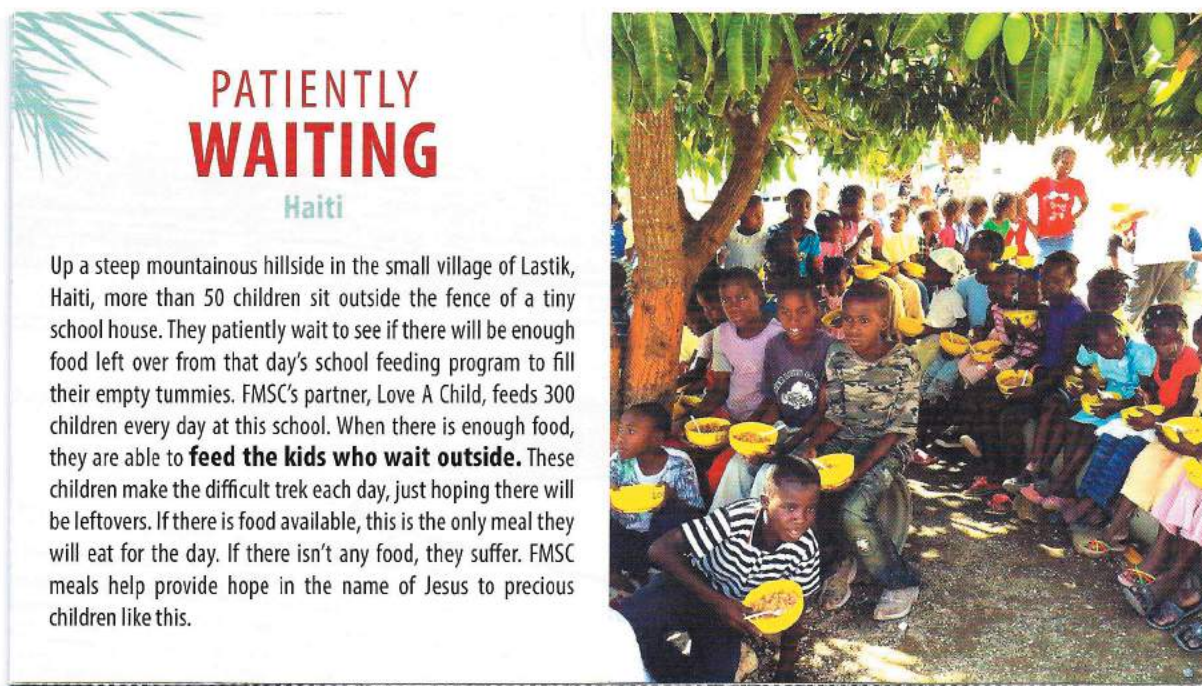 PATIENTLY
WAITING
Haiti
Up a steep mountainous hillside in the small village of Lastik,
Haiti, more than 50 children sit outside the fence of a tiny
school house. They patiently wait to see if there will be enough
food left over from that day's school feeding program to fill
their empty tummies. FMSC's partner, Love A Child, feeds 300
children every day at this school. When there is enough food,
they are able to feed the kids who wait outside. These
children make the difficult trek each day, just hoping there will
be leftovers. If there is food available, this is the only meal they
will eat for the day. If there isn't any food, they suffer. FMSC
meals help provide hope in the name of Jesus to precious
children like this.